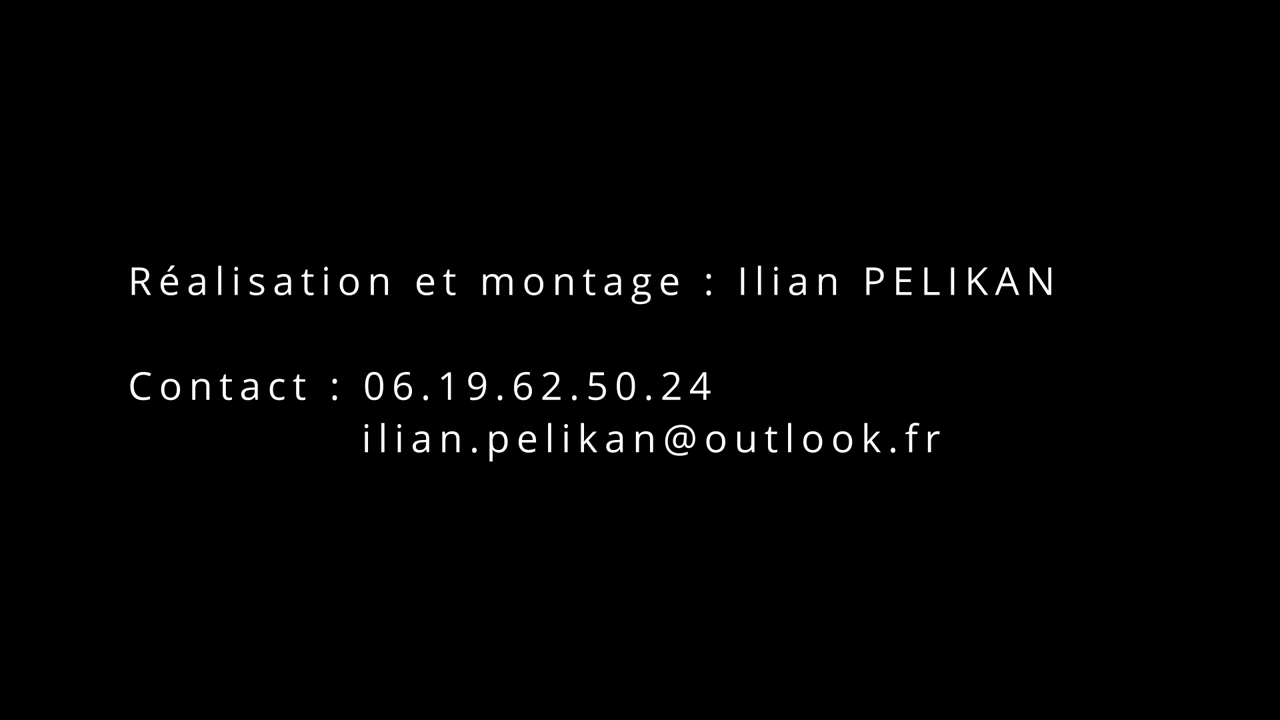 Réalisation et montage : Ilian PELIKAN
Contact : 06.19.62.50.24
ilian.pelikan@outlook.fr